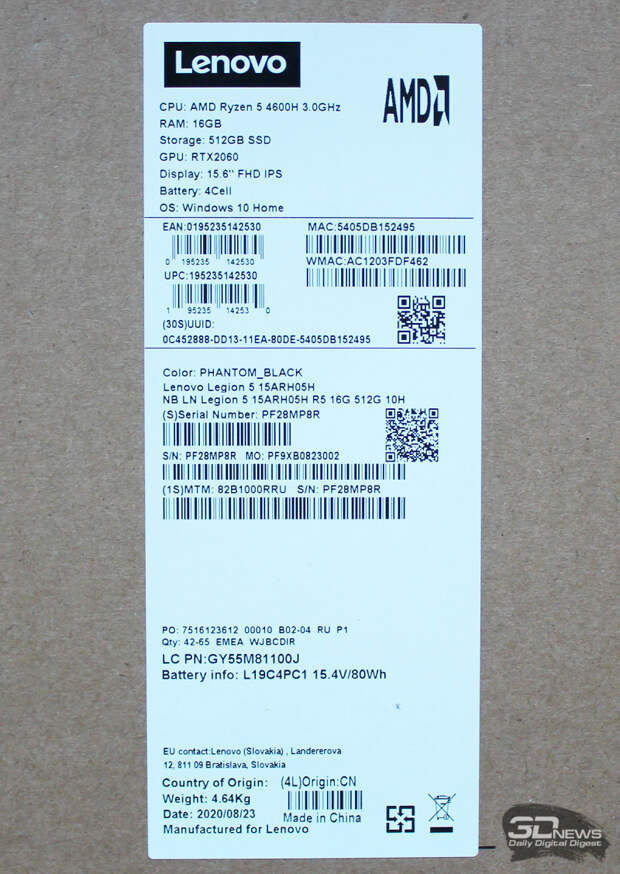 Lenovo
AMD
CPU: AMD Ryzen 5 4600H 3.0GHz
RAM: 16GB
Storage: 512GB SSD
GPU: RTX2060
Display: 15.6'' FHD IPS
Battery: 4Cell
OS: Windows 10 Home
EAN:0195235142530 MAC:5405DB152495
0 195235 142530 WMAC:AC1203FDF462
UPC:195235142530
1 95235 14253 0
(30S)UUID:
0C452888-DD13-11EA-80DE-5405DB152495
Color: PHANTOM_BLACK
Lenovo Legion 5 15ARH05H
NB LN Legion 5 15ARH05H R5 16G 512G 10H
(S)Serial Number: PF28MP8R
S/N: PF28MP8R MO: PF9XB0823002
(1S)MTM: 82B1000RRU S/N: PF28MP8R
PO: 7516123612 00010 B02-04 RU P1
Qty: 42-65 EMEA WJBCDIR
LC PN:GY55M81100J
Battery info: L19C4PC1 15.4V/80Wh
EU contact:Lenovo (Slovakia) , Landererova
12, 811 09 Bratislava, Slovakia
Country of Origin: (4L)Origin:CN
Weight: 4.64Kg
Date: 2020/08/23 Made in China
Manufactured for Lenovo
3DNEWS
Daily Digital Digest